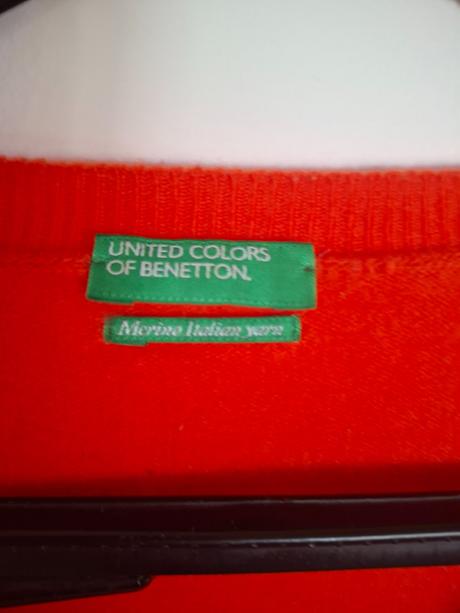 UNITED COLORS
OF BENETTON.
Merino Italian yarn